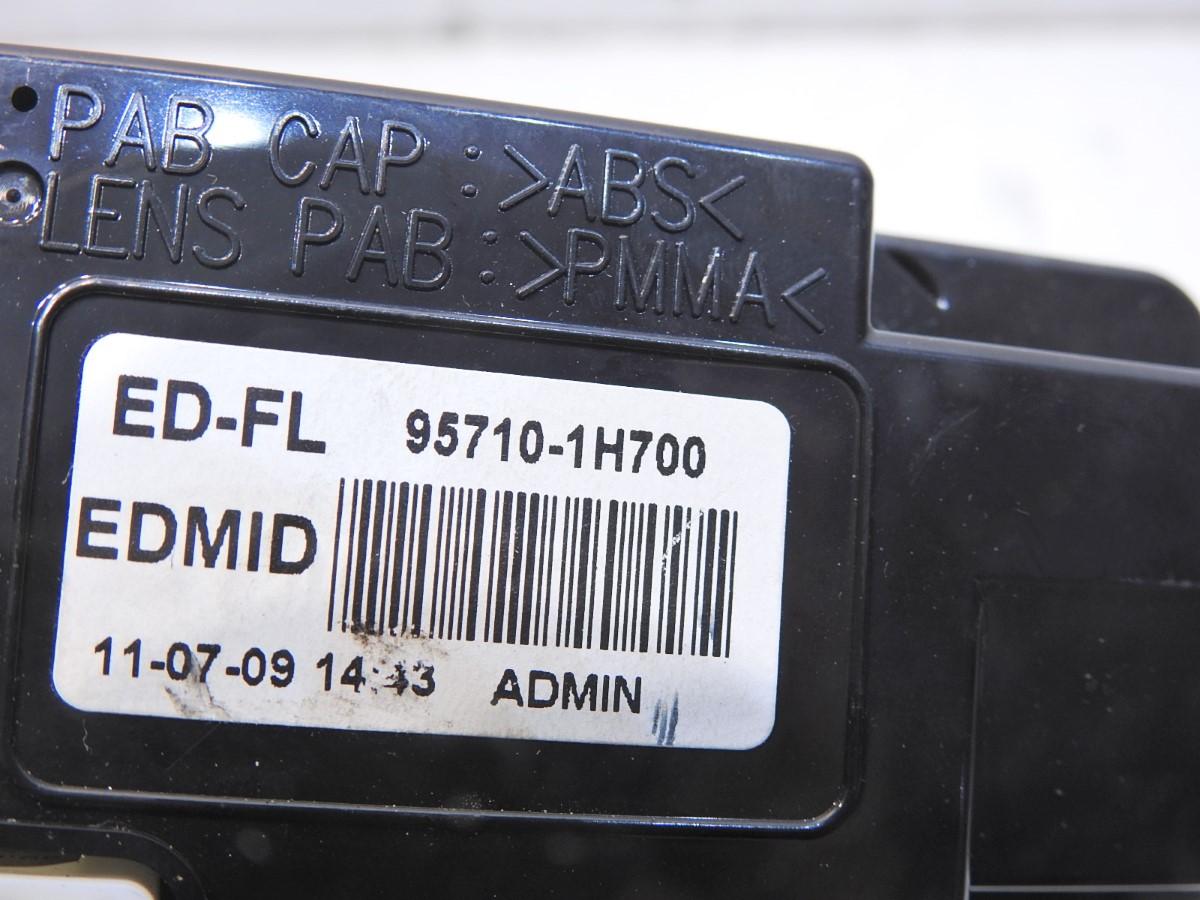 PAB CAP :>ABS<
LENS PAB:>PMMA<
ED-FL 95710-1H700
EDMID
11-07-09 ADMIN